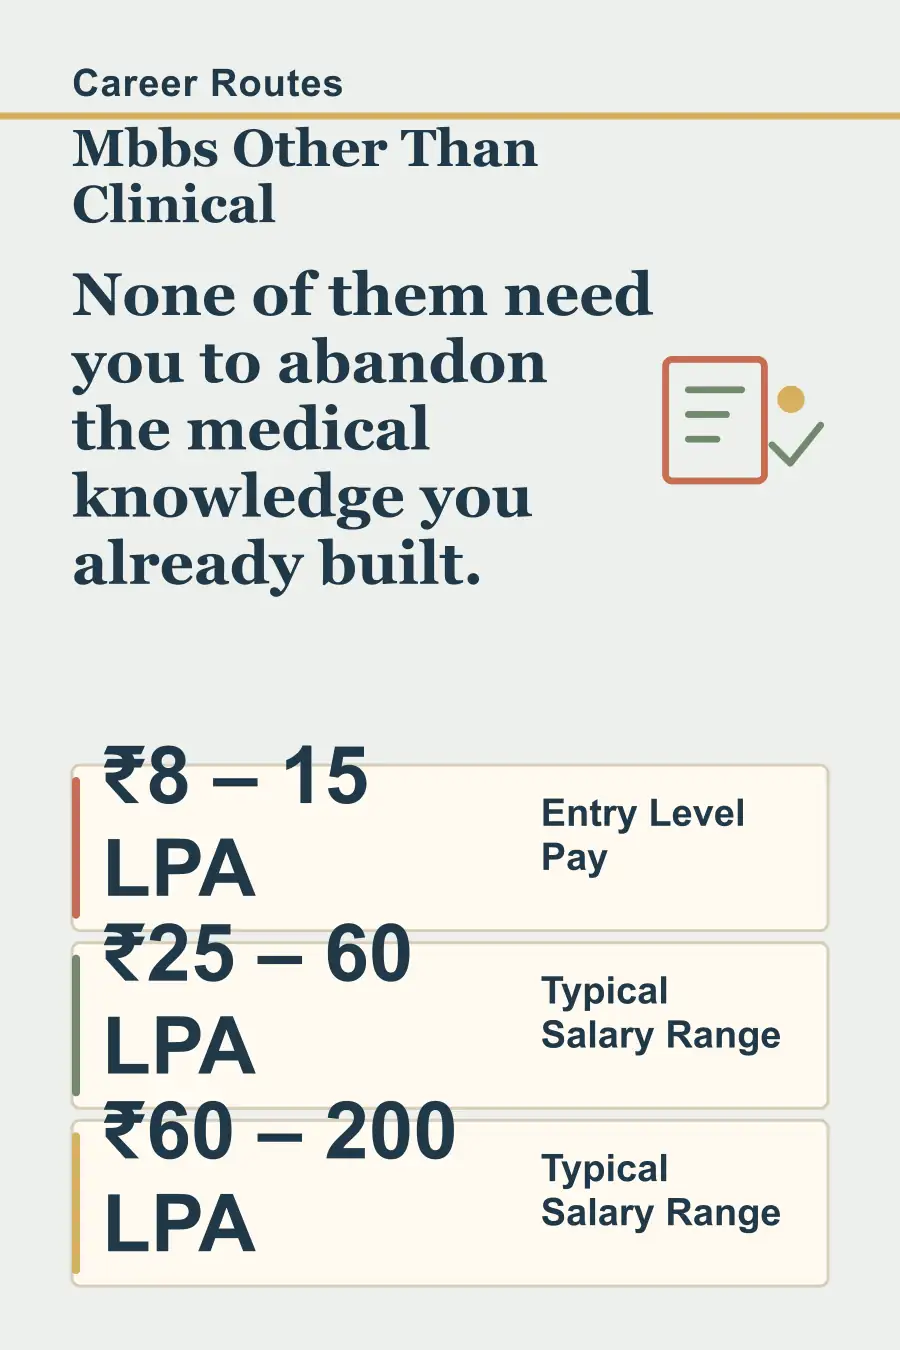 Career Routes
Mbbs Other Than
Clinical
None of them need
you to abandon
the medical
knowledge you
already built.
₹8 – 15
LPA
Entry Level
Pay
₹25 – 60
LPA
Typical
Salary Range
₹60 – 200
LPA
Typical
Salary Range